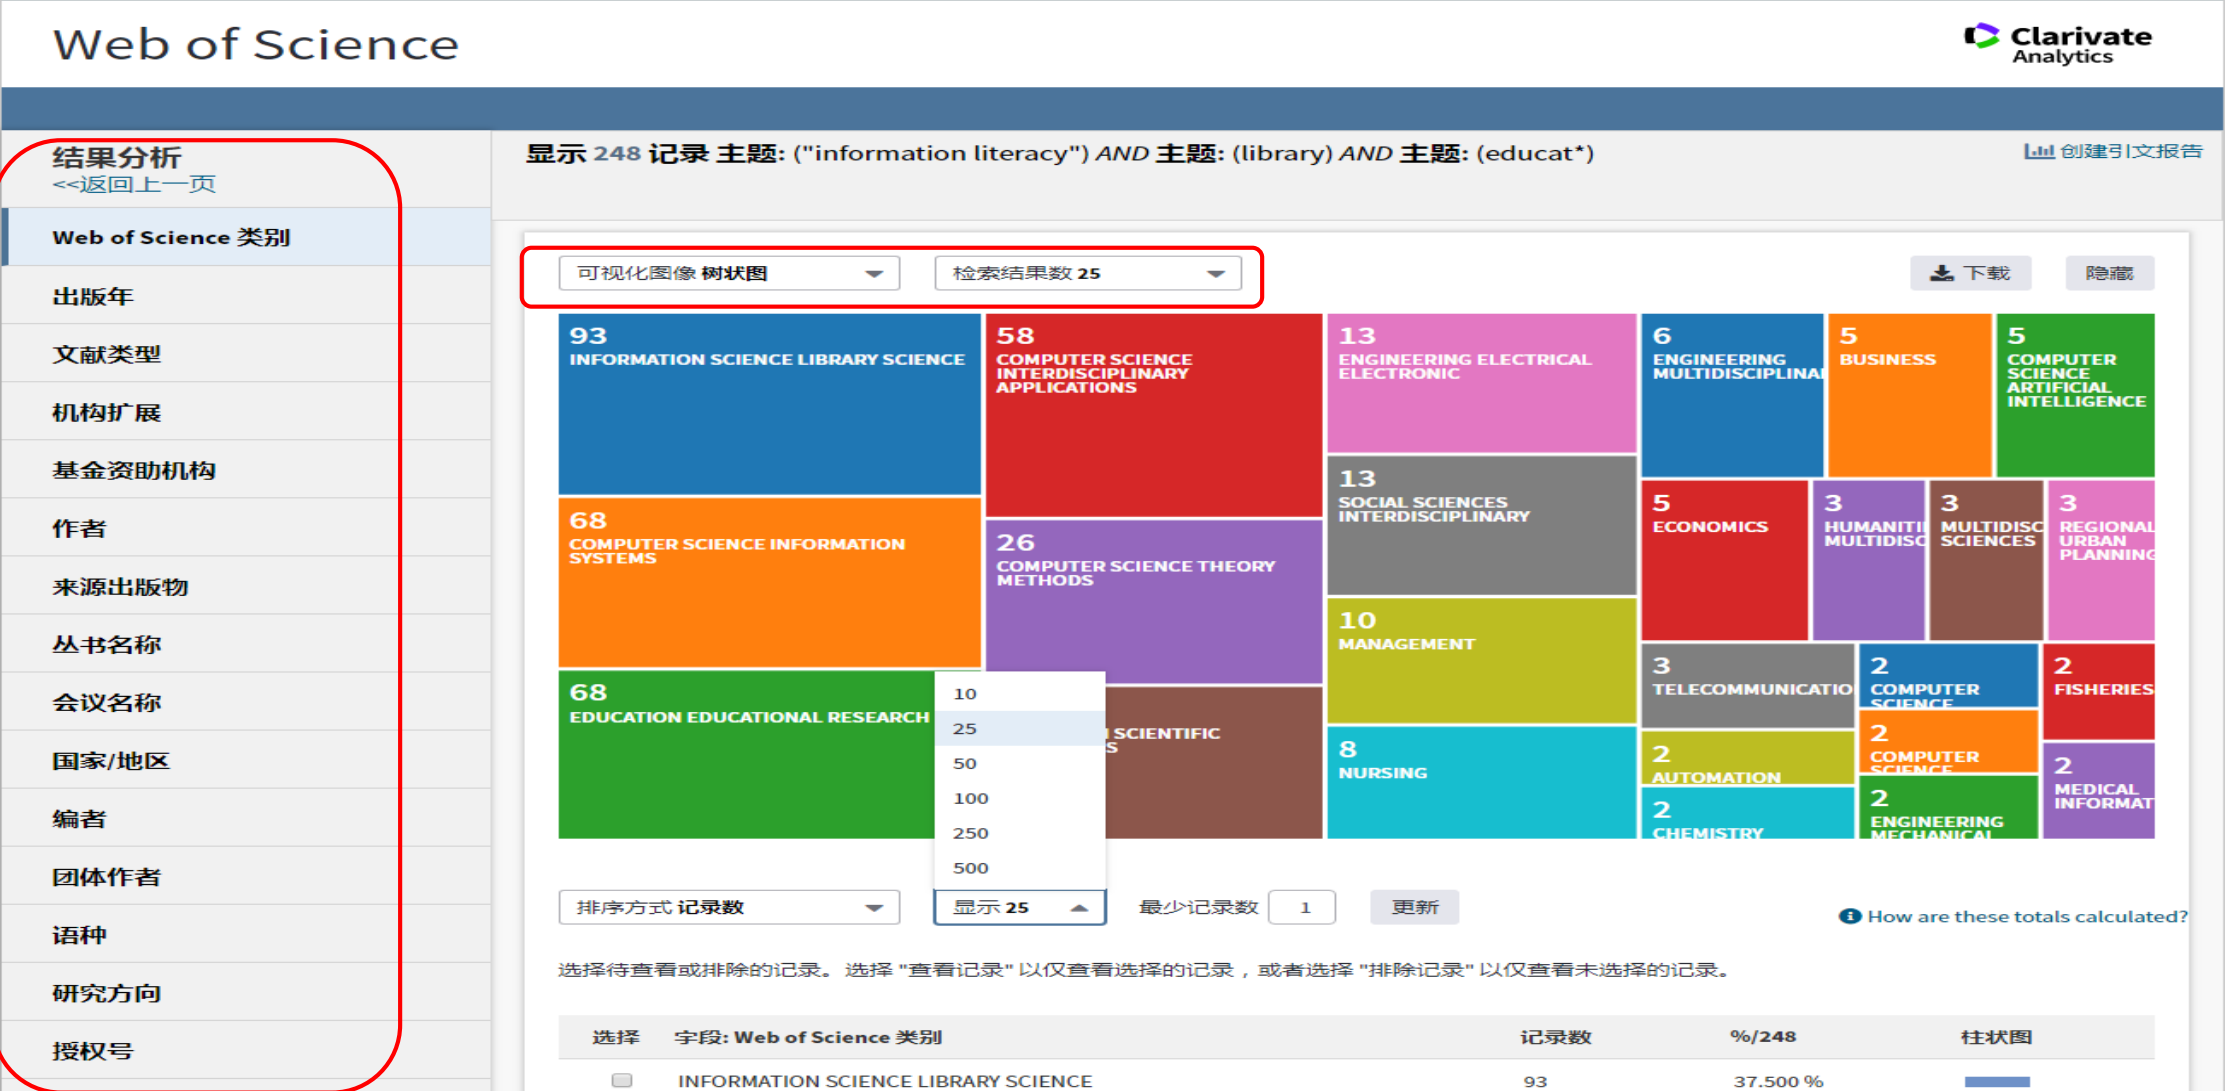 Web of Science
Clarivate
Analytics
结果分析
<<返回上一页
Web of Science 类别
出版年
文献类型
机构扩展
基金资助机构
作者
来源出版物
丛书名称
会议名称
国家/地区
编者
团体作者
语种
研究方向
授权号
显示 248 记录 主题: ("information literacy") AND 主题: (library) AND 主题: (educat*)
创建引文报告
可视化图像 树状图
检索结果数 25
下载
隐藏
93
INFORMATION SCIENCE LIBRARY SCIENCE
68
COMPUTER SCIENCE INFORMATION
SYSTEMS
68
EDUCATION EDUCATIONAL RESEARCH
58
COMPUTER SCIENCE
INTERDISCIPLINARY
APPLICATIONS
26
COMPUTER SCIENCE THEORY
METHODS
SCIENTIFIC
S
13
ENGINEERING ELECTRICAL
ELECTRONIC
13
SOCIAL SCIENCES
INTERDISCIPLINARY
10
MANAGEMENT
8
NURSING
6
ENGINEERING
MULTIDISCIPLINA
5
BUSINESS
5
COMPUTER
SCIENCE
ARTIFICIAL
INTELLIGENCE
5
ECONOMICS
3
HUMANITI
MULTIDISC
3
MULTIDISC
SCIENCES
3
REGIONAL
URBAN
PLANNING
3
TELECOMMUNICATIO
2
AUTOMATION
2
CHEMISTRY
2
COMPUTER
SCIENCE
2
COMPUTER
SCIENCE
2
ENGINEERING
MECHANICAL
2
FISHERIES
2
MEDICAL
INFORMAT
10
25
50
100
250
500
排序方式 记录数
显示 25
最少记录数 1
更新
How are these totals calculated?
选择待查看或排除的记录。选择 "查看记录" 以仅查看选择的记录，或者选择 "排除记录" 以仅查看未选择的记录。
选择 字段: Web of Science 类别 记录数 %/248 柱状图
INFORMATION SCIENCE LIBRARY SCIENCE 93 37.500 %